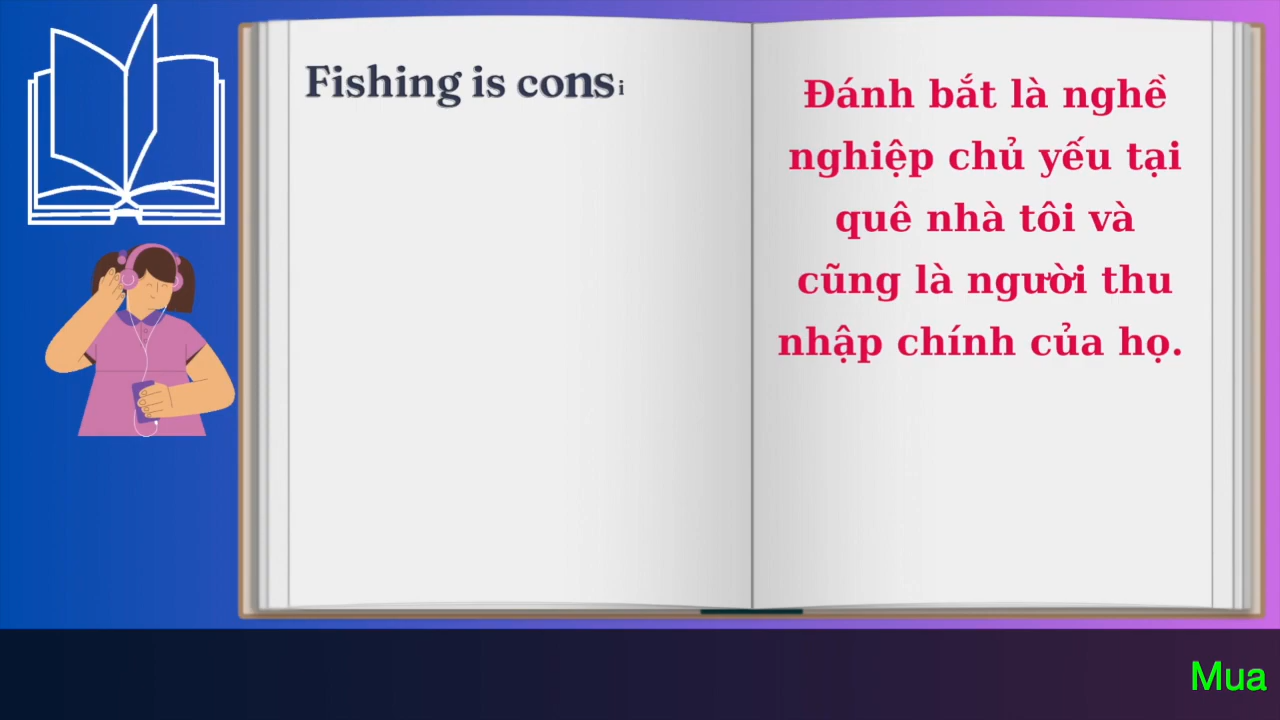 Fishing is consi
Đánh bắt là nghề
nghiệp chủ yếu tại
quê nhà tôi và
cũng là người thu
nhập chính của họ.
Mua